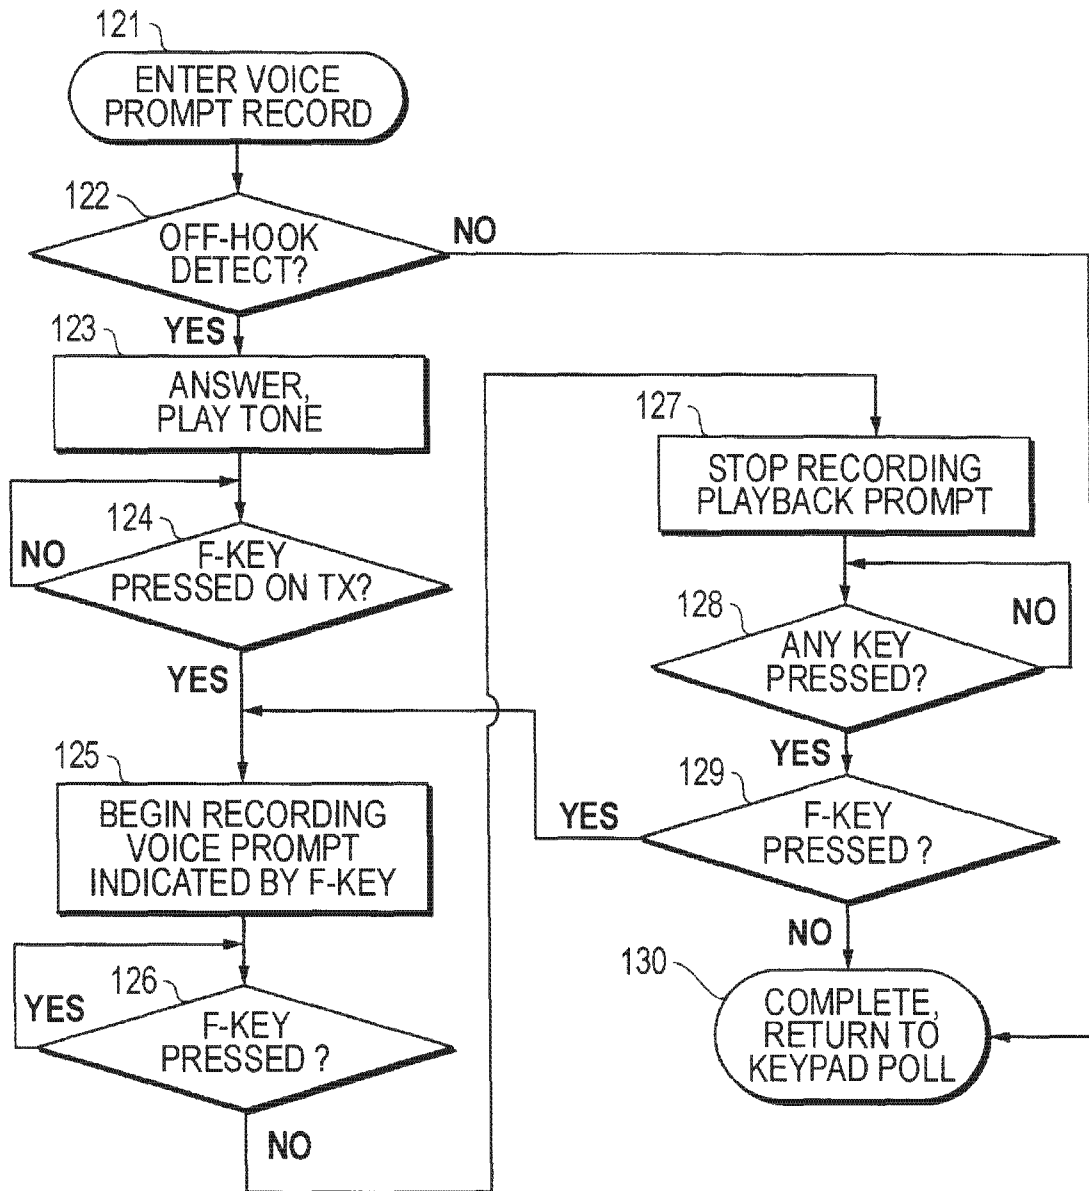 121
ENTER VOICE
PROMPT RECORD
122
OFF-HOOK
DETECT?
NO
YES
123
ANSWER,
PLAY TONE
124
F-KEY
PRESSED ON TX?
NO
YES
125
BEGIN RECORDING
VOICE PROMPT
INDICATED BY F-KEY
126
F-KEY
PRESSED ?
YES
NO
127
STOP RECORDING
PLAYBACK PROMPT
128
ANY KEY
PRESSED?
NO
YES
129
F-KEY
PRESSED ?
YES
NO
130
COMPLETE,
RETURN TO
KEYPAD POLL